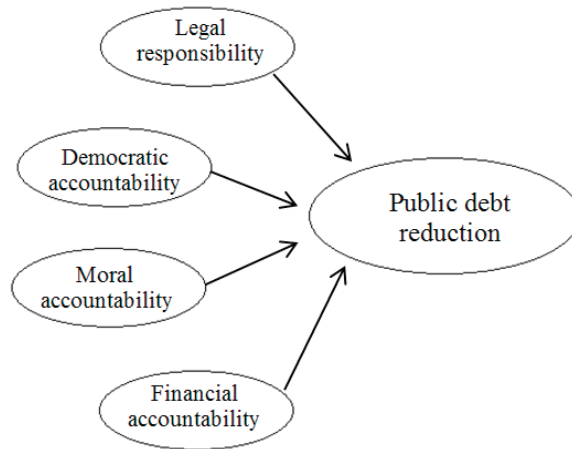 Legal
responsibility
Democratic
accountability
Public debt
reduction
Moral
accountability
Financial
accountability